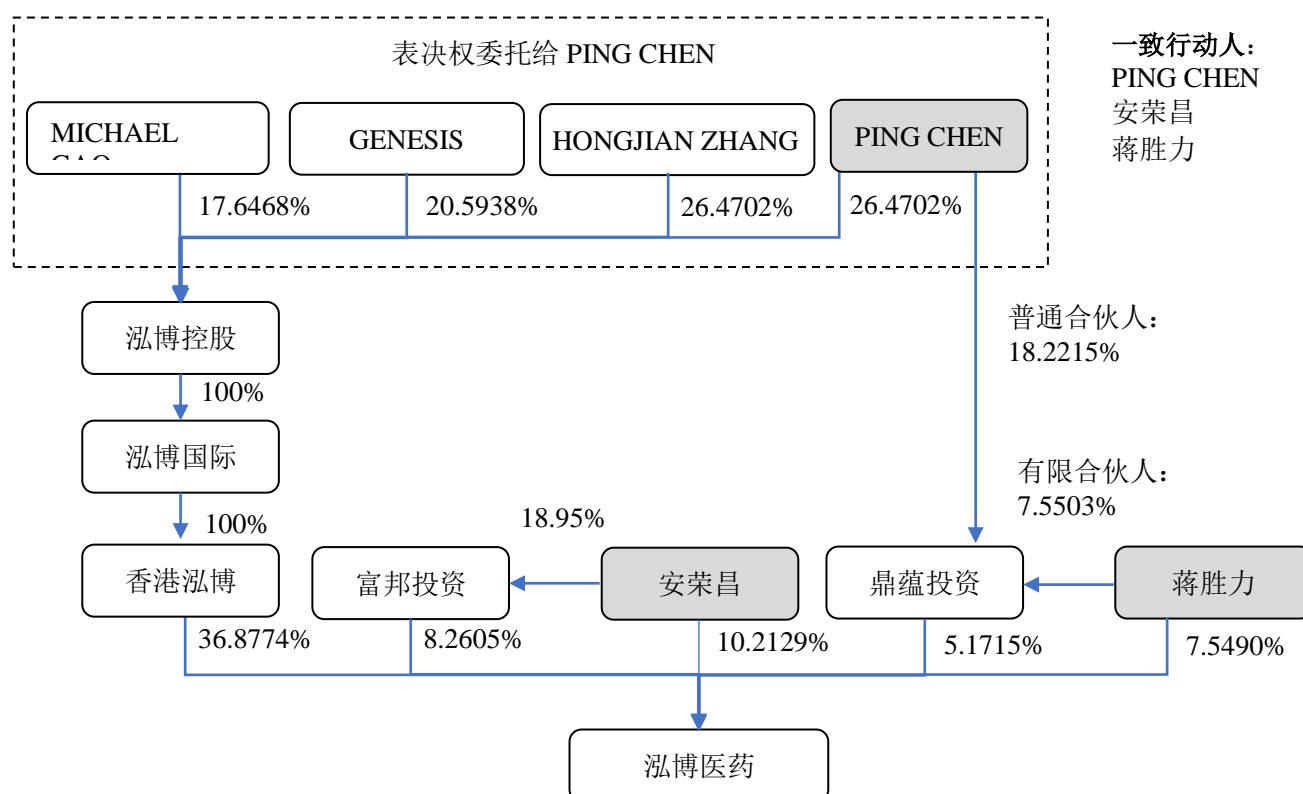 表决权委托给 PING CHEN
一致行动人：
PING CHEN
安荣昌
蒋胜力
MICHAEL
GENESIS
HONGJIAN ZHANG
PING CHEN
17.6468%
20.5938%
26.4702%
26.4702%
泓博控股
普通合伙人：
18.2215%
100%
泓博国际
有限合伙人：
7.5503%
100%
18.95%
香港泓博
富邦投资
安荣昌
鼎蕴投资
蒋胜力
36.8774%
8.2605%
10.2129%
5.1715%
7.5490%
泓博医药